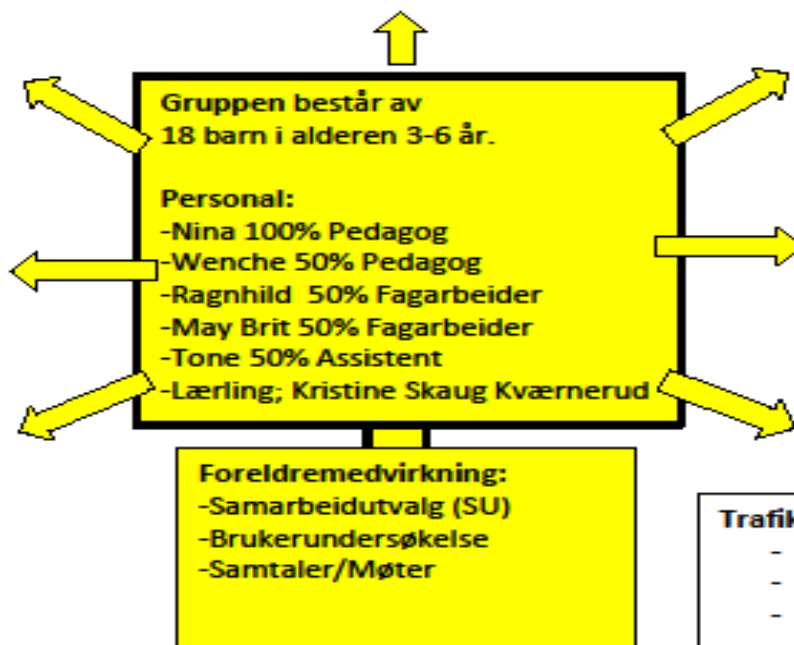 Gruppen består av
18 barn i alderen 3-6 år.
Personal:
-Nina 100% Pedagog
-Wenche 50% Pedagog
-Ragnhild  50% Fagarbeider
-May Brit 50% Fagarbeider
-Tone 50% Assistent
-Lærling; Kristine Skaug Kværnerud
Foreldremedvirkning:
-Samarbeidutvalg (SU)
-Brukerundersøkelse
-Samtaler/Møter
-
-
-